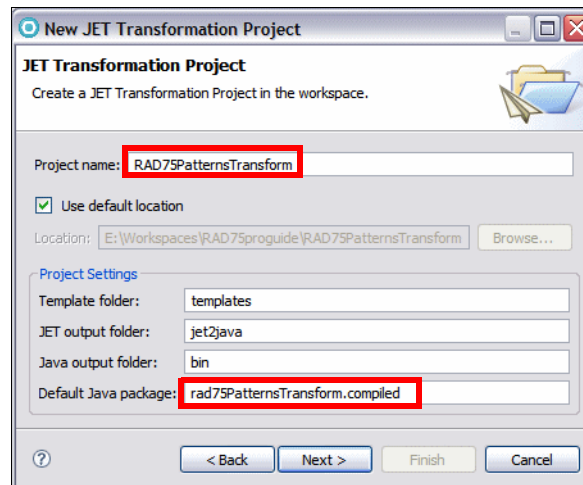 New JET Transformation Project
JET Transformation Project
Create a JET Transformation Project in the workspace.
Project name: RAD75PatternsTransform
Use default location
Location: E:\Workspaces\RAD75proguide\RAD75PatternsTransform Browse...
Project Settings
Template folder: templates
JET output folder: jet2java
Java output folder: bin
Default Java package: rad75PatternsTransform.compiled
? < Back Next > Finish Cancel